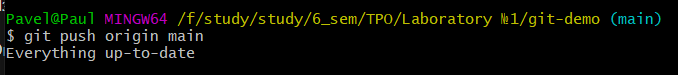 Pavel@Paul MINGW64 /f/study/study/6_sem/TPO/Laboratory №1/git-demo (main)
$ git push origin main
Everything up-to-date